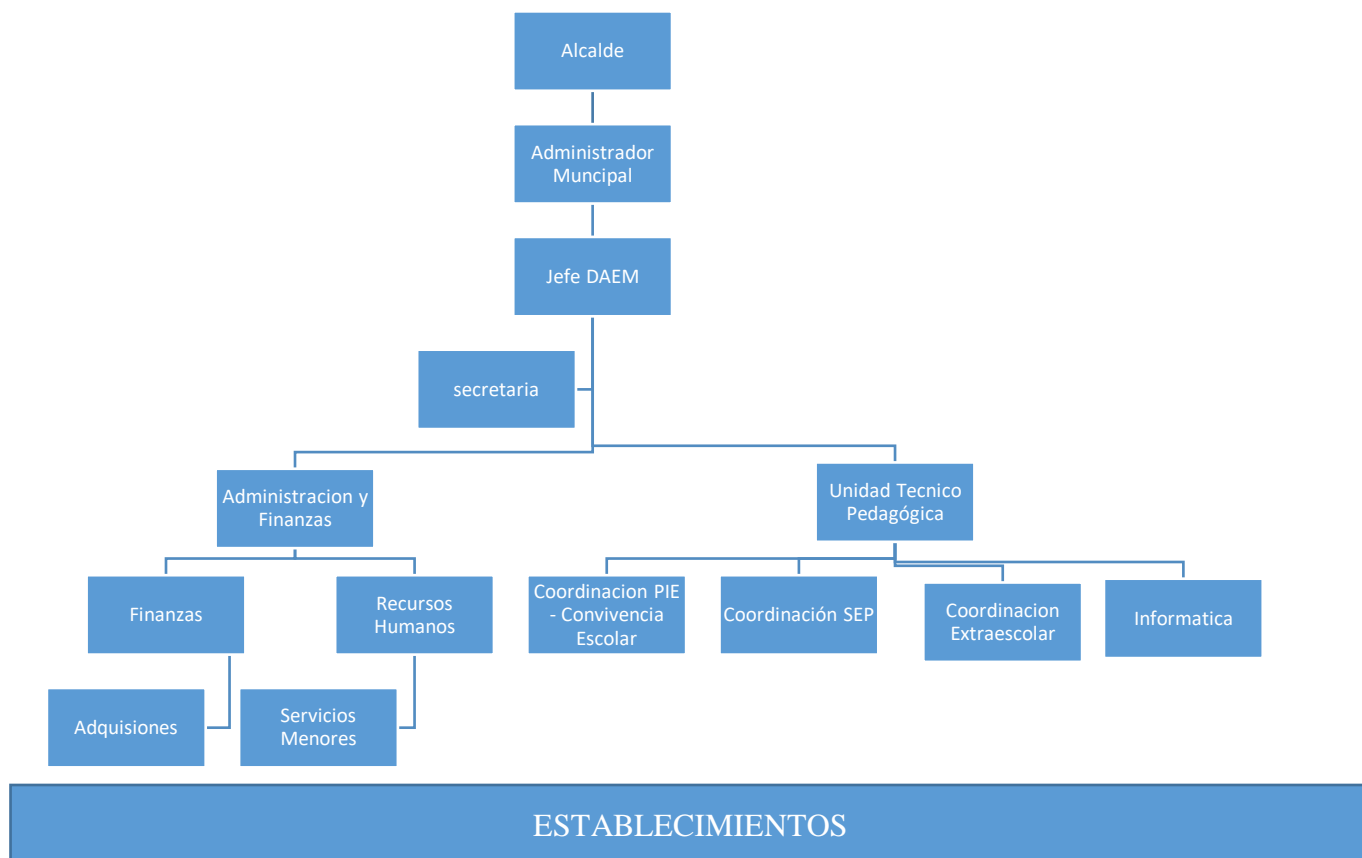 Alcalde
Administrador
Muncipal
Jefe DAEM
secretaria
Administracion y
Finanzas
Unidad Tecnico
Pedagógica
Finanzas
Recursos
Humanos
Coordinacion PIE
- Convivencia
Escolar
Coordinación SEP
Coordinacion
Extraescolar
Informatica
Adquisiones
Servicios
Menores
ESTABLECIMIENTOS